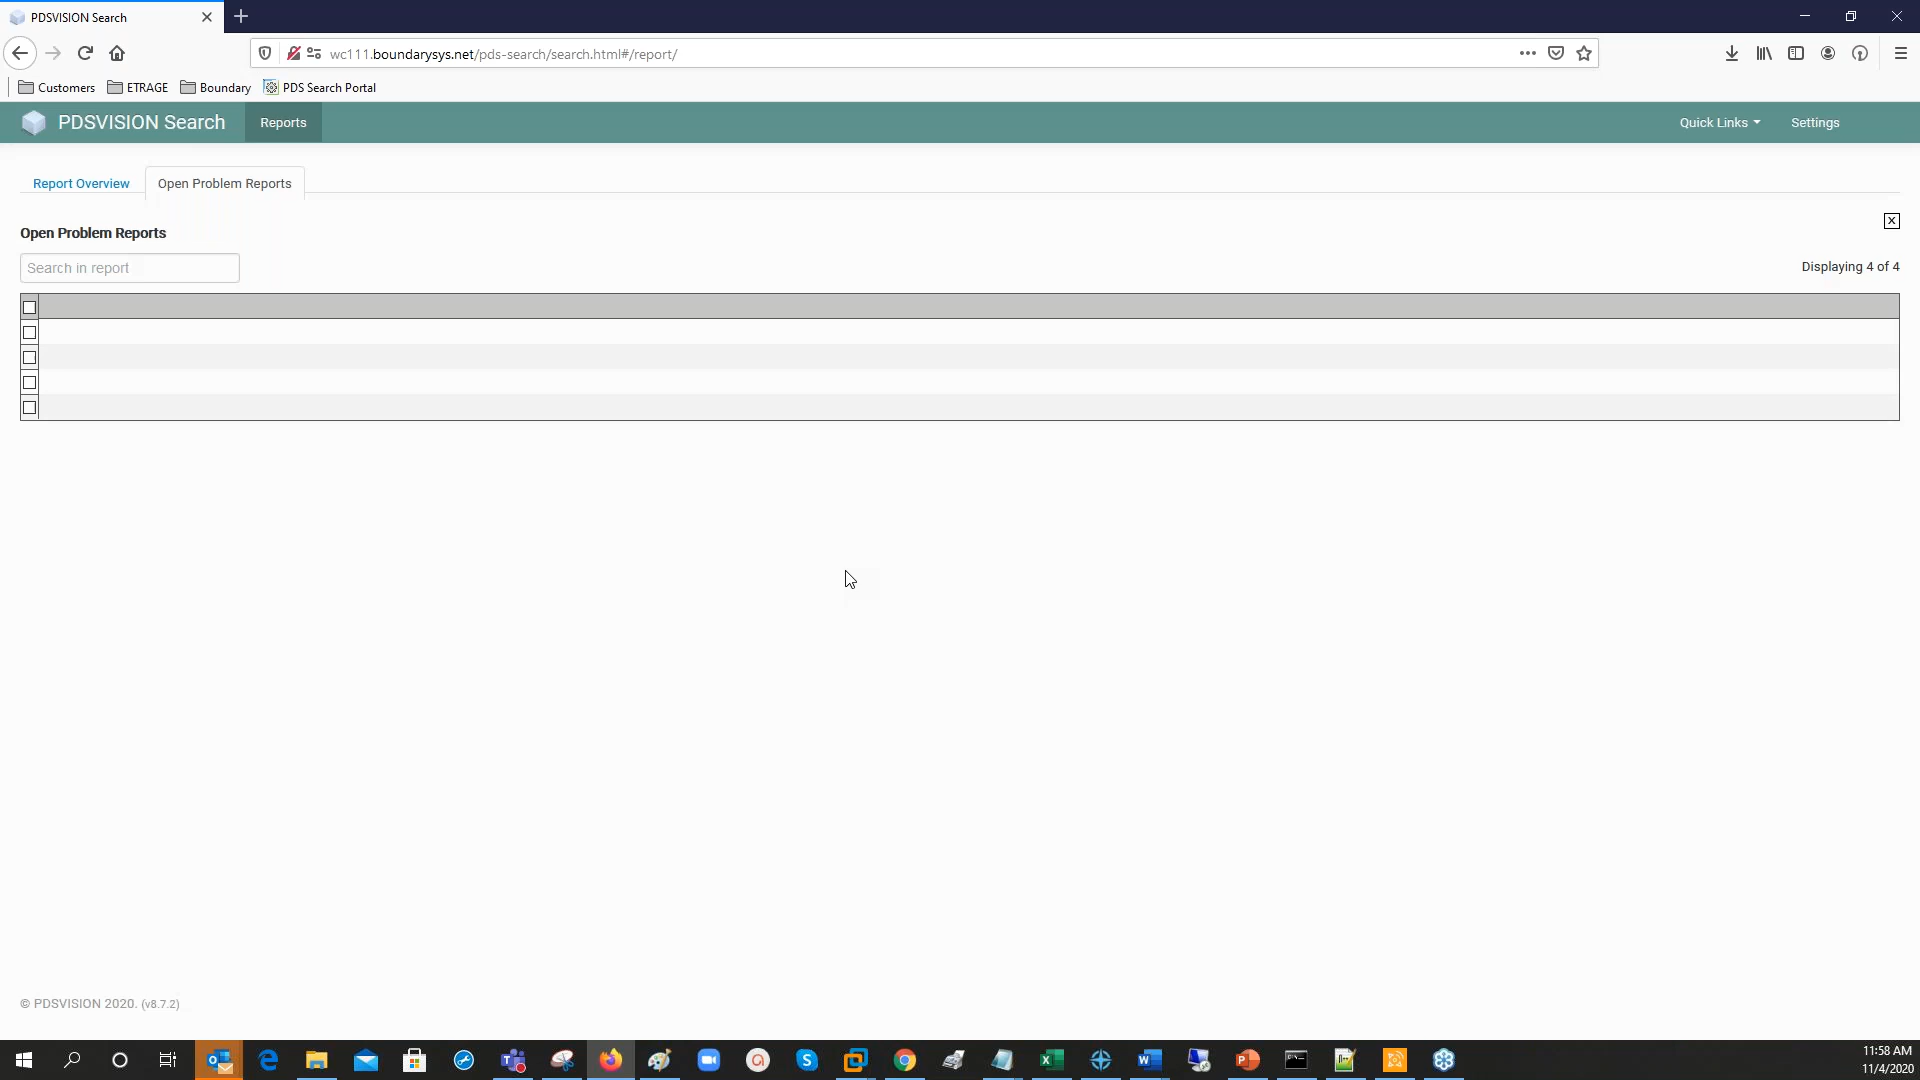 PDSVISION Search
wc111.boundarysys.net/pds-search/search.html#/report/
Customers ETRAGE Boundary PDS Search Portal
PDSVISION Search Reports Quick Links Settings
Report Overview Open Problem Reports
Open Problem Reports
Search in report Displaying 4 of 4
© PDSVISION 2020. (v8.7.2)
11:58 AM
11/4/2020